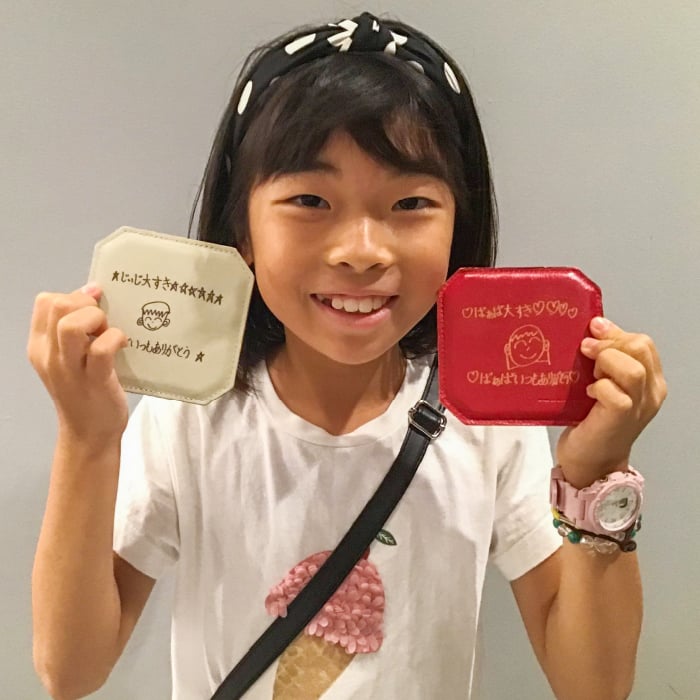 ★じいじ大すき★★★★★★
いつもありがとう ★
♡ばぁば大すき♡♡♡♡
♡ばぁばいつもありがとう♡